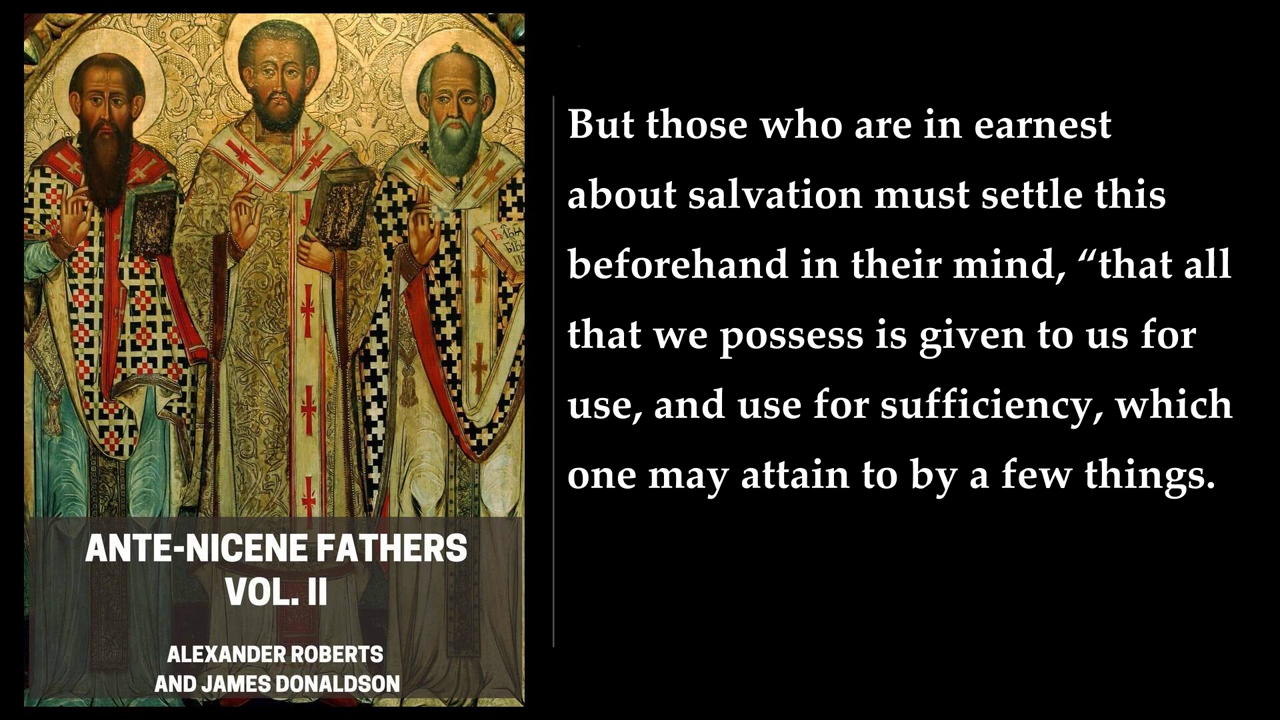 But those who are in earnest
about salvation must settle this
beforehand in their mind, “that all
that we possess is given to us for
use, and use for sufficiency, which
one may attain to by a few things.
ANTE-NICENE FATHERS
VOL. II
ALEXANDER ROBERTS
AND JAMES DONALDSON